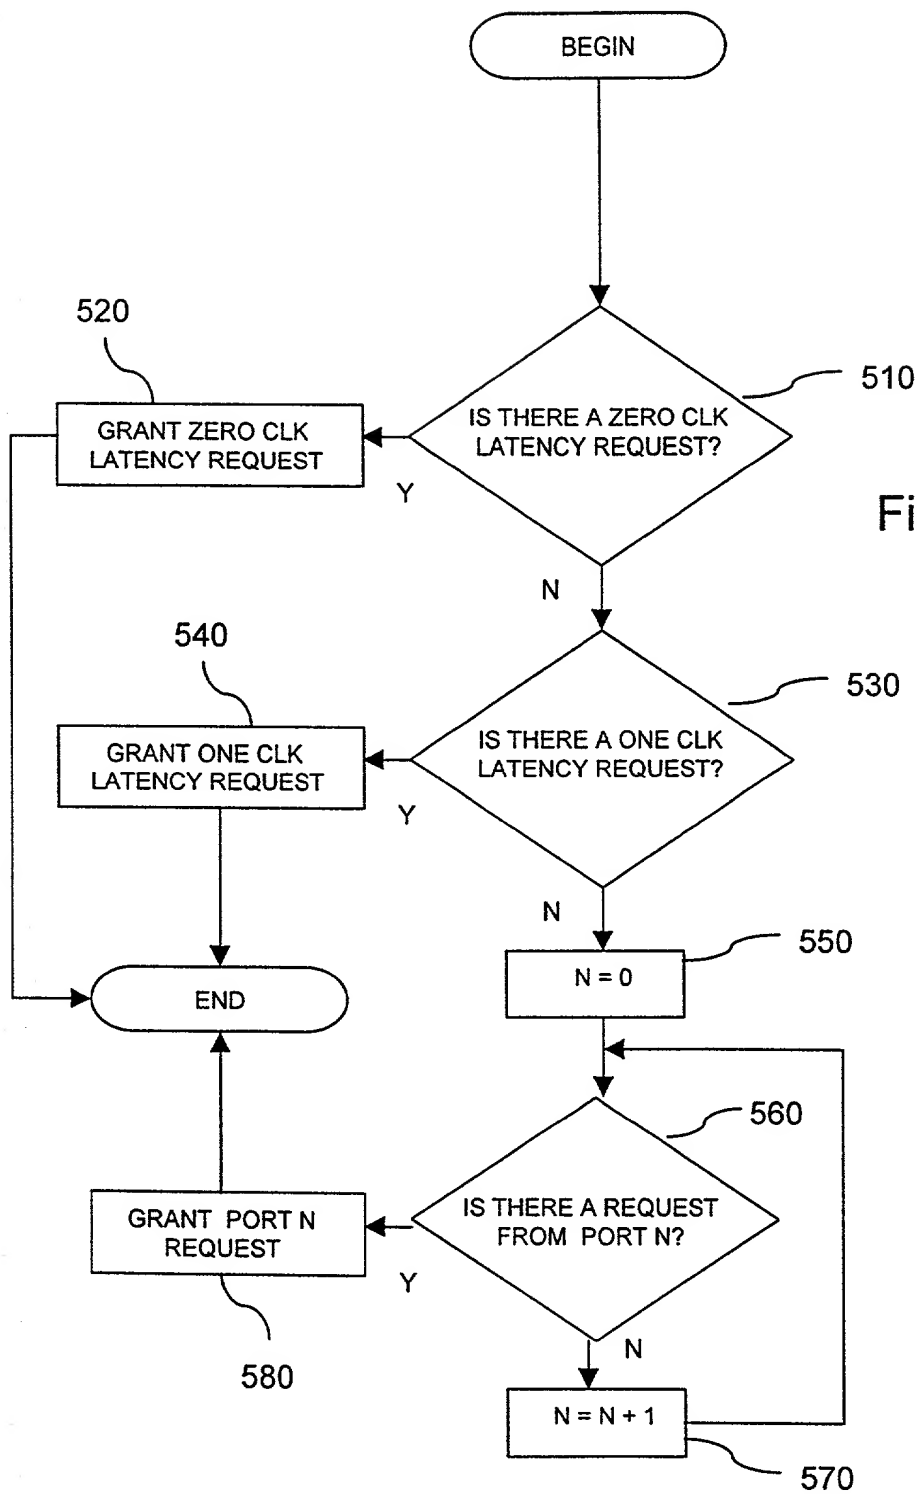 BEGIN
520
510
IS THERE A ZERO CLK
LATENCY REQUEST?
GRANT ZERO CLK
LATENCY REQUEST
Y
Fi
N
540
530
IS THERE A ONE CLK
LATENCY REQUEST?
GRANT ONE CLK
LATENCY REQUEST
Y
N
550
N = 0
END
560
IS THERE A REQUEST
FROM PORT N?
GRANT PORT N
REQUEST
Y
N
580
N = N + 1
570